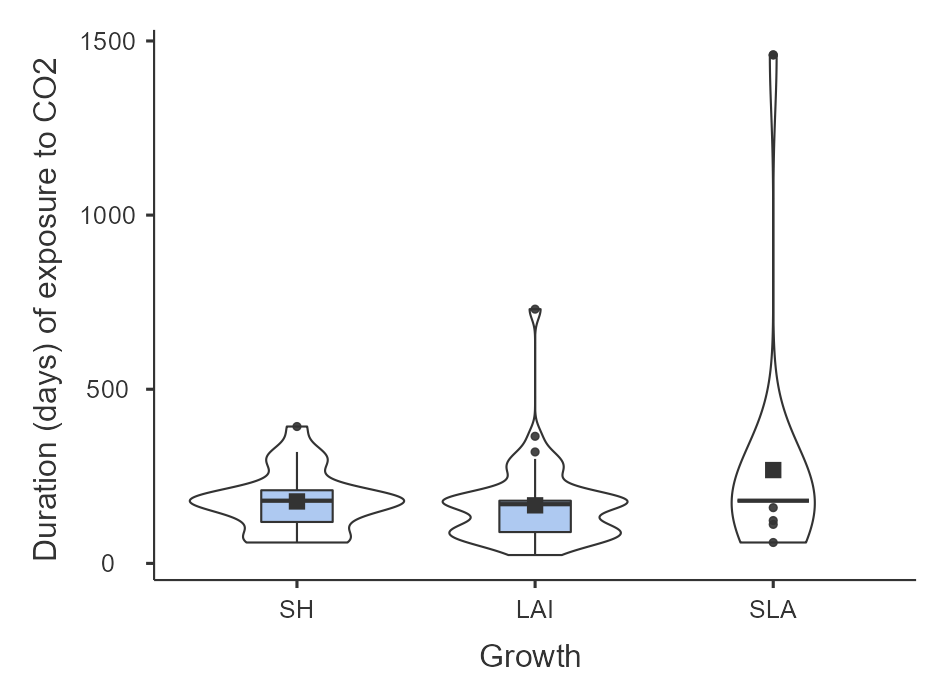 Duration (days) of exposure to CO2
1500
1000
500
0
SH LAI SLA
Growth